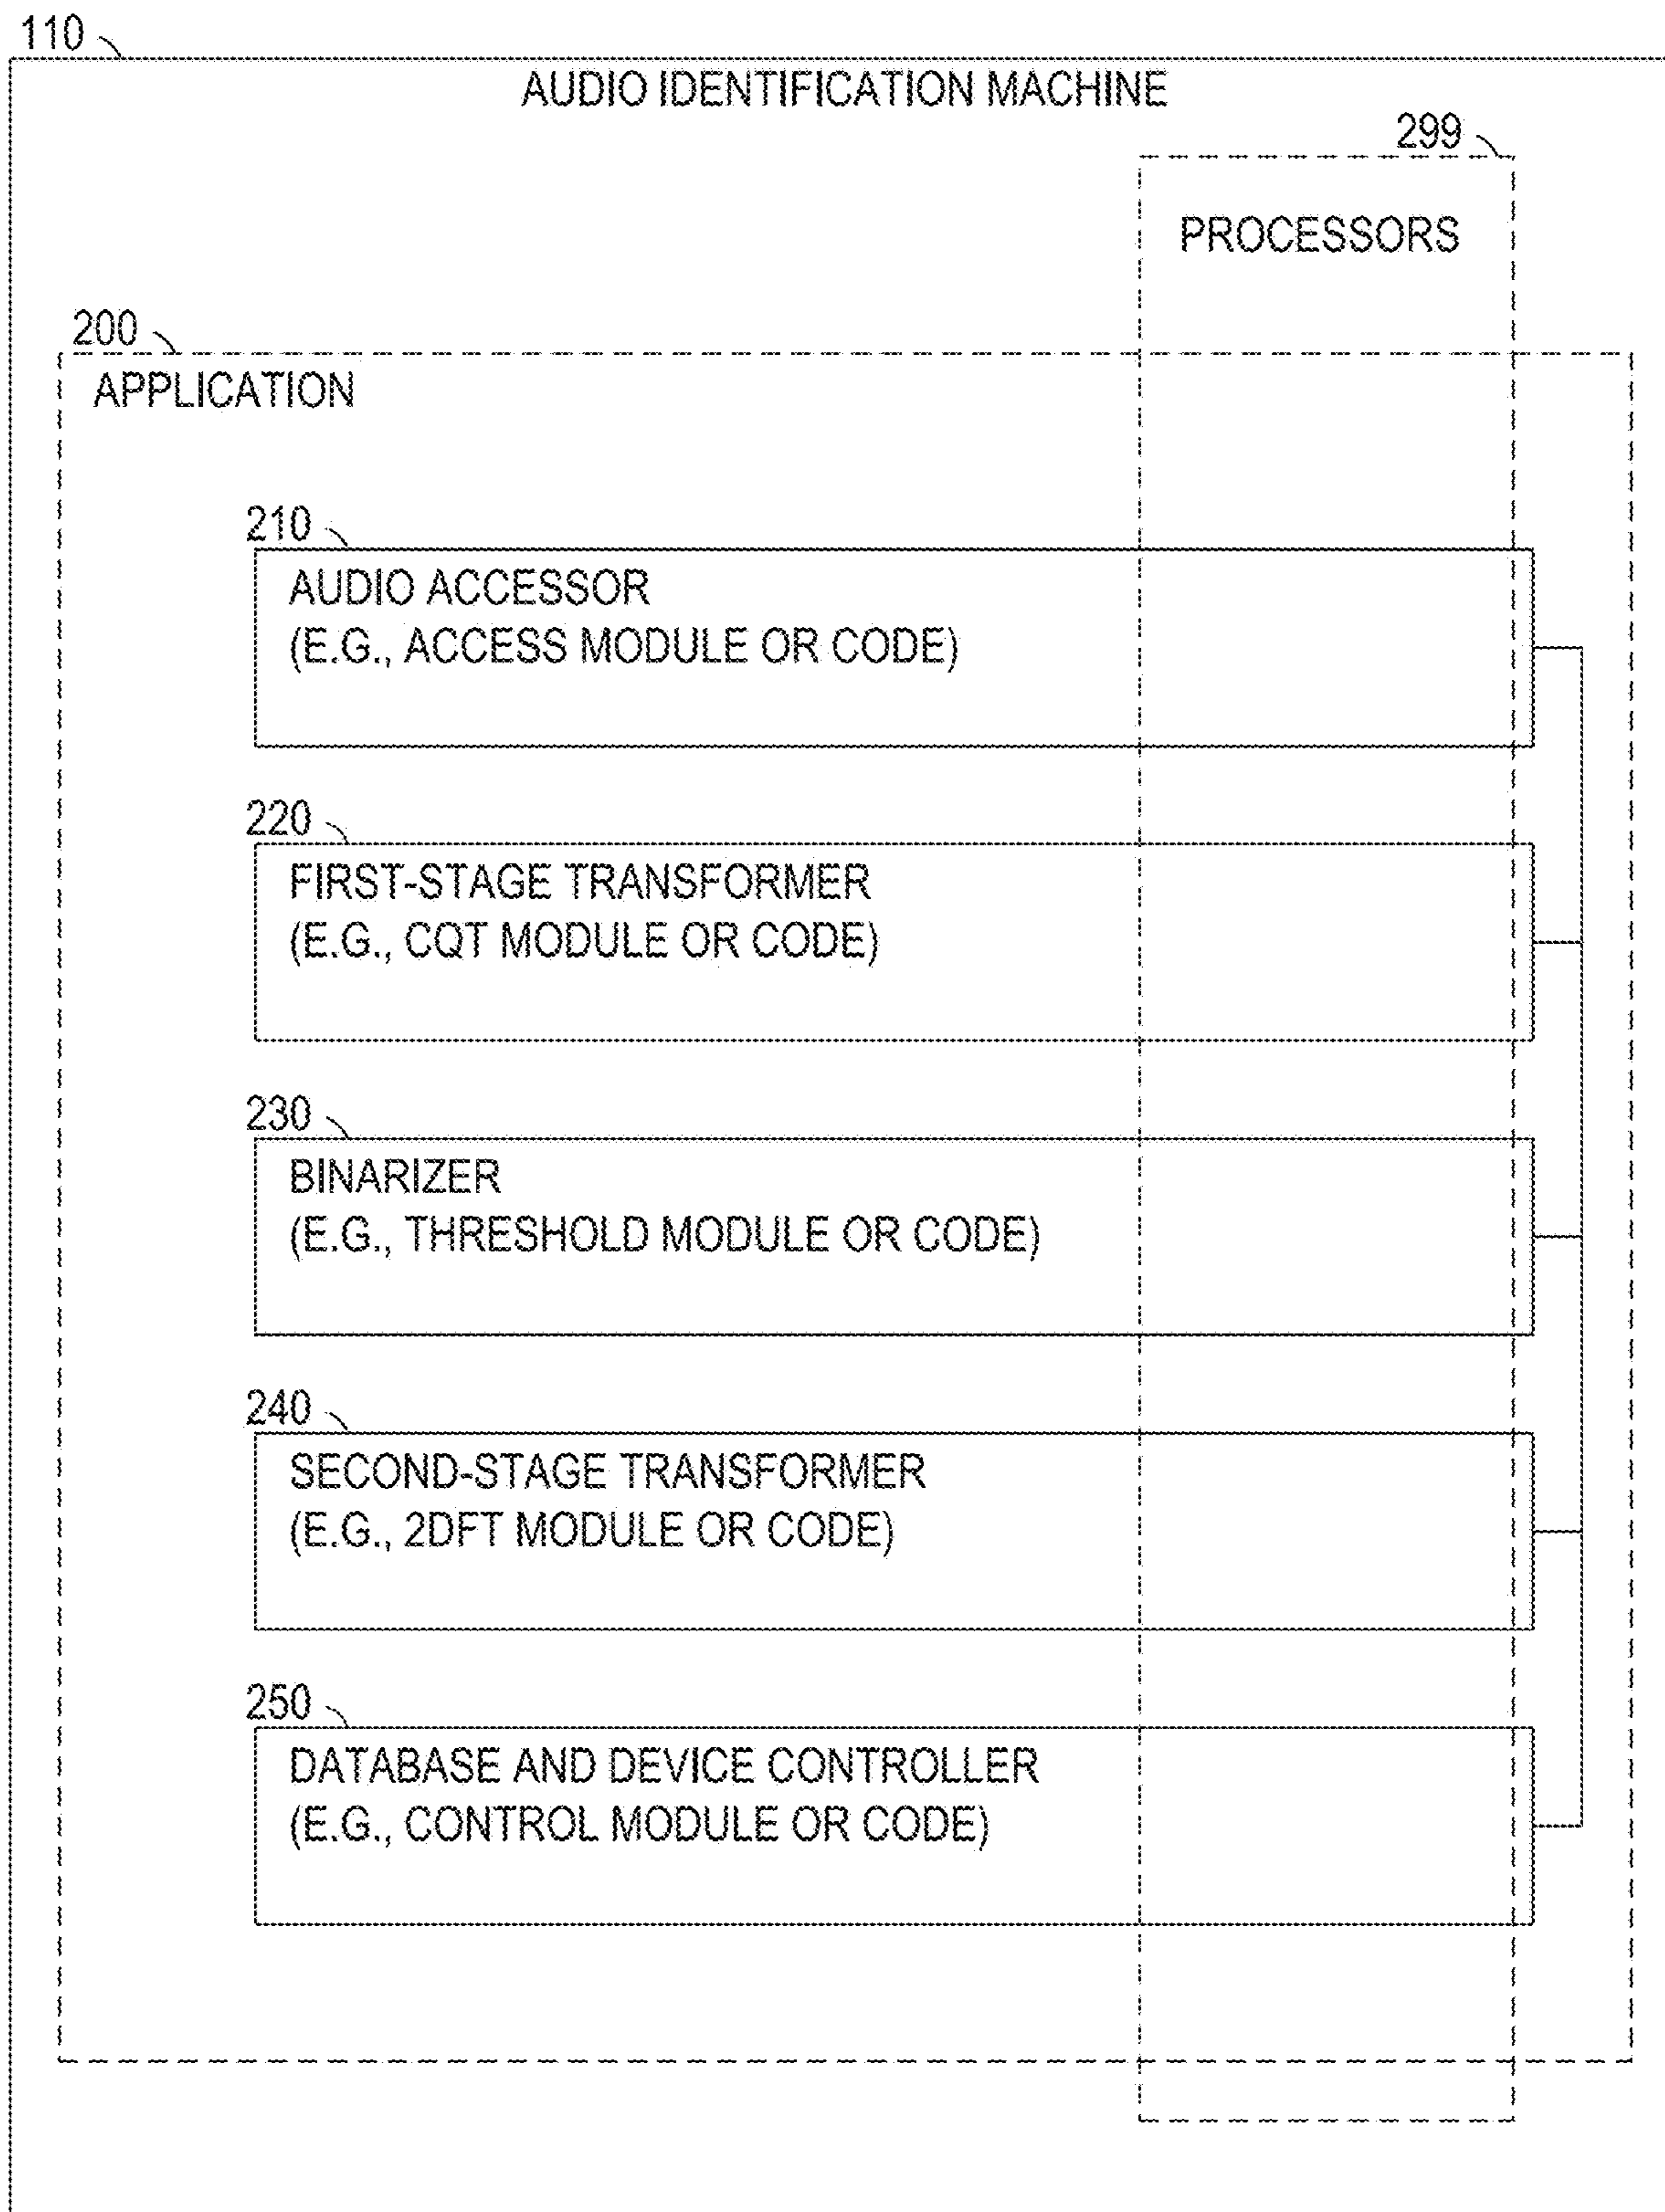 110
AUDIO IDENTIFICATION MACHINE
299
PROCESSORS
200
APPLICATION
210
AUDIO ACCESSOR
(E.G., ACCESS MODULE OR CODE)
220
FIRST-STAGE TRANSFORMER
(E.G., CQT MODULE OR CODE)
230
BINARIZER
(E.G., THRESHOLD MODULE OR CODE)
240
SECOND-STAGE TRANSFORMER
(E.G., 2DFT MODULE OR CODE)
250
DATABASE AND DEVICE CONTROLLER
(E.G., CONTROL MODULE OR CODE)